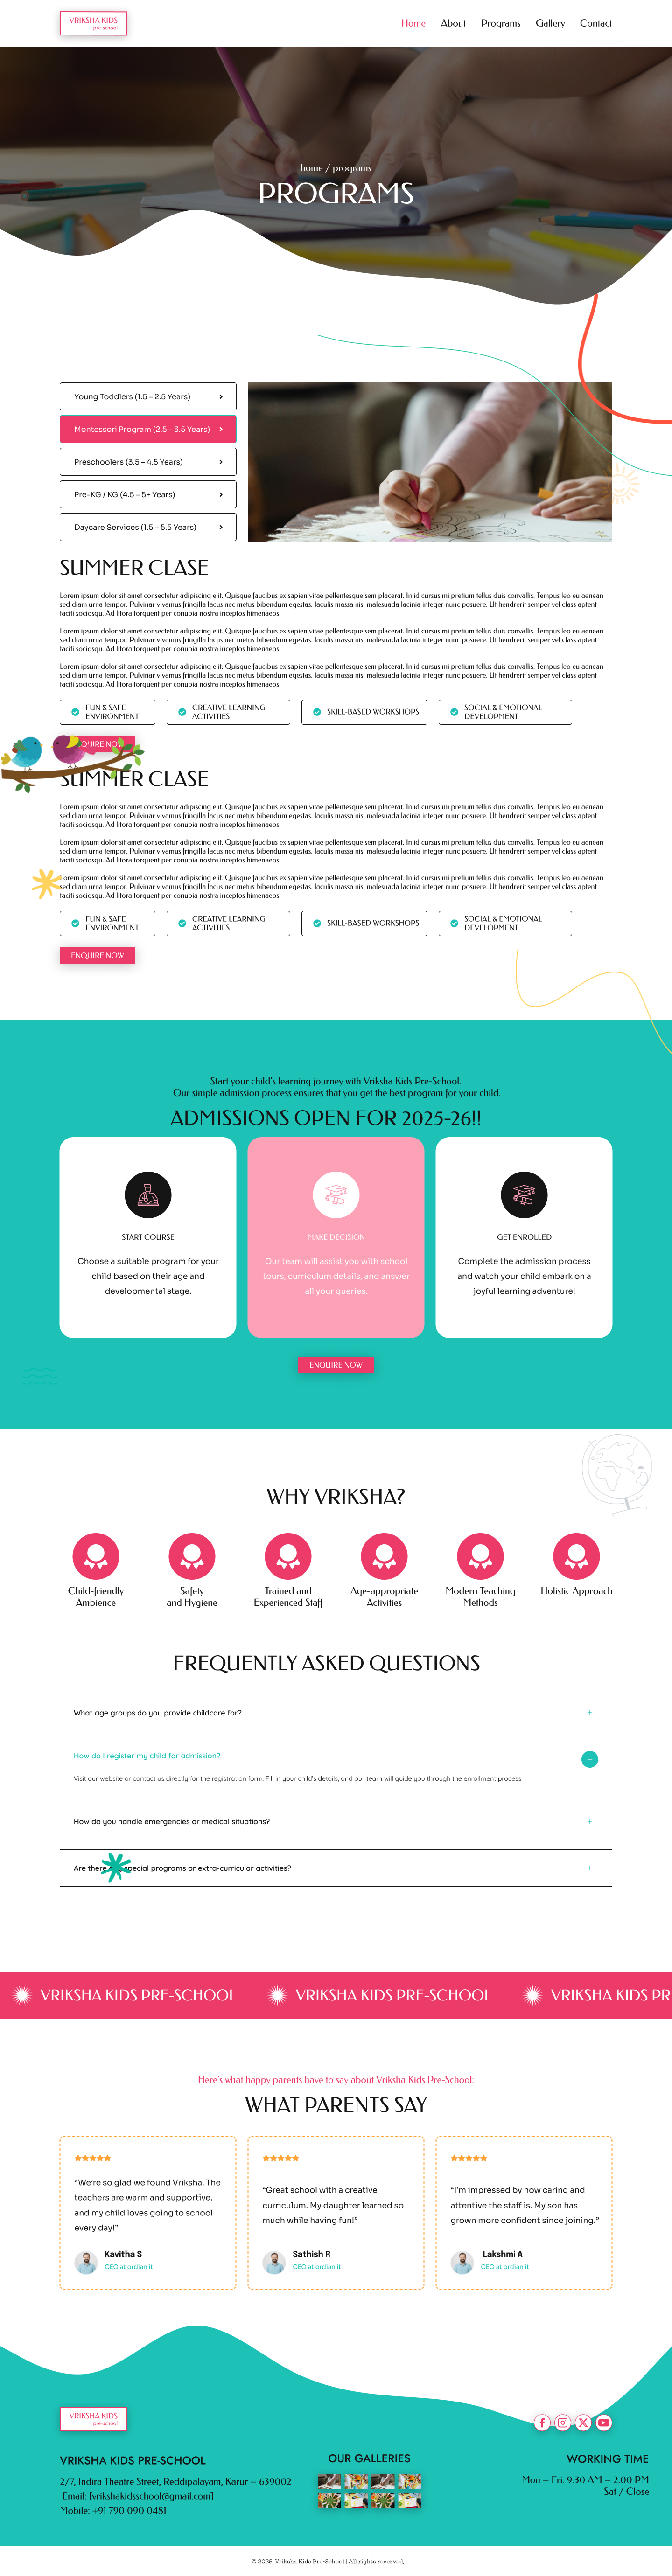 VRIKSHA KIDS
pre-school
Home About Programs Gallery Contact
home / programs
PROGRAMS
Young Toddlers (1.5 – 2.5 Years)
Montessori Program (2.5 – 3.5 Years)
Preschoolers (3.5 – 4.5 Years)
Pre-KG / KG (4.5 – 5+ Years)
Daycare Services (1.5 – 5.5 Years)
SUMMER CLASE
Lorem ipsum dolor sit amet consectetur adipiscing elit. Quisque faucibus ex sapien vitae pellentesque sem placerat. In id cursus mi pretium tellus duis convallis. Tempus leo eu aenean
sed diam urna tempor. Pulvinar vivamus fringilla lacus nec metus bibendum egestas. Iaculis massa nisl malesuada lacinia integer nunc posuere. Ut hendrerit semper vel class aptent
taciti sociosqu. Ad litora torquent per conubia nostra inceptos himenaeos.
Lorem ipsum dolor sit amet consectetur adipiscing elit. Quisque faucibus ex sapien vitae pellentesque sem placerat. In id cursus mi pretium tellus duis convallis. Tempus leo eu aenean
sed diam urna tempor. Pulvinar vivamus fringilla lacus nec metus bibendum egestas. Iaculis massa nisl malesuada lacinia integer nunc posuere. Ut hendrerit semper vel class aptent
taciti sociosqu. Ad litora torquent per conubia nostra inceptos himenaeos.
Lorem ipsum dolor sit amet consectetur adipiscing elit. Quisque faucibus ex sapien vitae pellentesque sem placerat. In id cursus mi pretium tellus duis convallis. Tempus leo eu aenean
sed diam urna tempor. Pulvinar vivamus fringilla lacus nec metus bibendum egestas. Iaculis massa nisl malesuada lacinia integer nunc posuere. Ut hendrerit semper vel class aptent
taciti sociosqu. Ad litora torquent per conubia nostra inceptos himenaeos.
FUN & SAFE
ENVIRONMENT
CREATIVE LEARNING
ACTIVITIES
SKILL-BASED WORKSHOPS
SOCIAL & EMOTIONAL
DEVELOPMENT
SUMMER CLASE
Lorem ipsum dolor sit amet consectetur adipiscing elit. Quisque faucibus ex sapien vitae pellentesque sem placerat. In id cursus mi pretium tellus duis convallis. Tempus leo eu aenean
sed diam urna tempor. Pulvinar vivamus fringilla lacus nec metus bibendum egestas. Iaculis massa nisl malesuada lacinia integer nunc posuere. Ut hendrerit semper vel class aptent
taciti sociosqu. Ad litora torquent per conubia nostra inceptos himenaeos.
Lorem ipsum dolor sit amet consectetur adipiscing elit. Quisque faucibus ex sapien vitae pellentesque sem placerat. In id cursus mi pretium tellus duis convallis. Tempus leo eu aenean
sed diam urna tempor. Pulvinar vivamus fringilla lacus nec metus bibendum egestas. Iaculis massa nisl malesuada lacinia integer nunc posuere. Ut hendrerit semper vel class aptent
taciti sociosqu. Ad litora torquent per conubia nostra inceptos himenaeos.
Lorem ipsum dolor sit amet consectetur adipiscing elit. Quisque faucibus ex sapien vitae pellentesque sem placerat. In id cursus mi pretium tellus duis convallis. Tempus leo eu aenean
sed diam urna tempor. Pulvinar vivamus fringilla lacus nec metus bibendum egestas. Iaculis massa nisl malesuada lacinia integer nunc posuere. Ut hendrerit semper vel class aptent
taciti sociosqu. Ad litora torquent per conubia nostra inceptos himenaeos.
FUN & SAFE
ENVIRONMENT
CREATIVE LEARNING
ACTIVITIES
SKILL-BASED WORKSHOPS
SOCIAL & EMOTIONAL
DEVELOPMENT
ENQUIRE NOW
Start your child's learning journey with Vriksha Kids Pre-School.
Our simple admission process ensures that you get the best program for your child.
ADMISSIONS OPEN FOR 2025-26!!
START COURSE
Choose a suitable program for your
child based on their age and
developmental stage.
MAKE DECISION
Our team will assist you with school
tours, curriculum details, and answer
all your queries.
GET ENROLLED
Complete the admission process
and watch your child embark on a
joyful learning adventure!
ENQUIRE NOW
WHY VRIKSHA?
Child-friendly
Ambience
Safety
and Hygiene
Trained and
Experienced Staff
Age-appropriate
Activities
Modern Teaching
Methods
Holistic Approach
FREQUENTLY ASKED QUESTIONS
What age groups do you provide childcare for?
How do I register my child for admission?
Visit our website or contact us directly for the registration form. Fill in your child's details, and our team will guide you through the enrollment process.
How do you handle emergencies or medical situations?
Are there special programs or extra-curricular activities?
VRIKSHA KIDS PRE-SCHOOL VRIKSHA KIDS PRE-SCHOOL VRIKSHA KIDS PR
Here's what happy parents have to say about Vriksha Kids Pre-School:
WHAT PARENTS SAY
“We're so glad we found Vriksha. The
teachers are warm and supportive,
and my child loves going to school
every day!”
Kavitha S
CEO at ordian it
“Great school with a creative
curriculum. My daughter learned so
much while having fun!”
Sathish R
CEO at ordian it
“I'm impressed by how caring and
attentive the staff is. My son has
grown more confident since joining.”
Lakshmi A
CEO at ordian it
VRIKSHA KIDS
pre-school
VRIKSHA KIDS PRE-SCHOOL
2/7, Indira Theatre Street, Reddipalayam, Karur – 639002
Email: [vrikshakidsschool@gmail.com]
Mobile: +91 790 090 0481
OUR GALLERIES
WORKING TIME
Mon – Fri: 9:30 AM – 2:00 PM
Sat / Close
© 2025, Vriksha Kids Pre-School | All rights reserved.